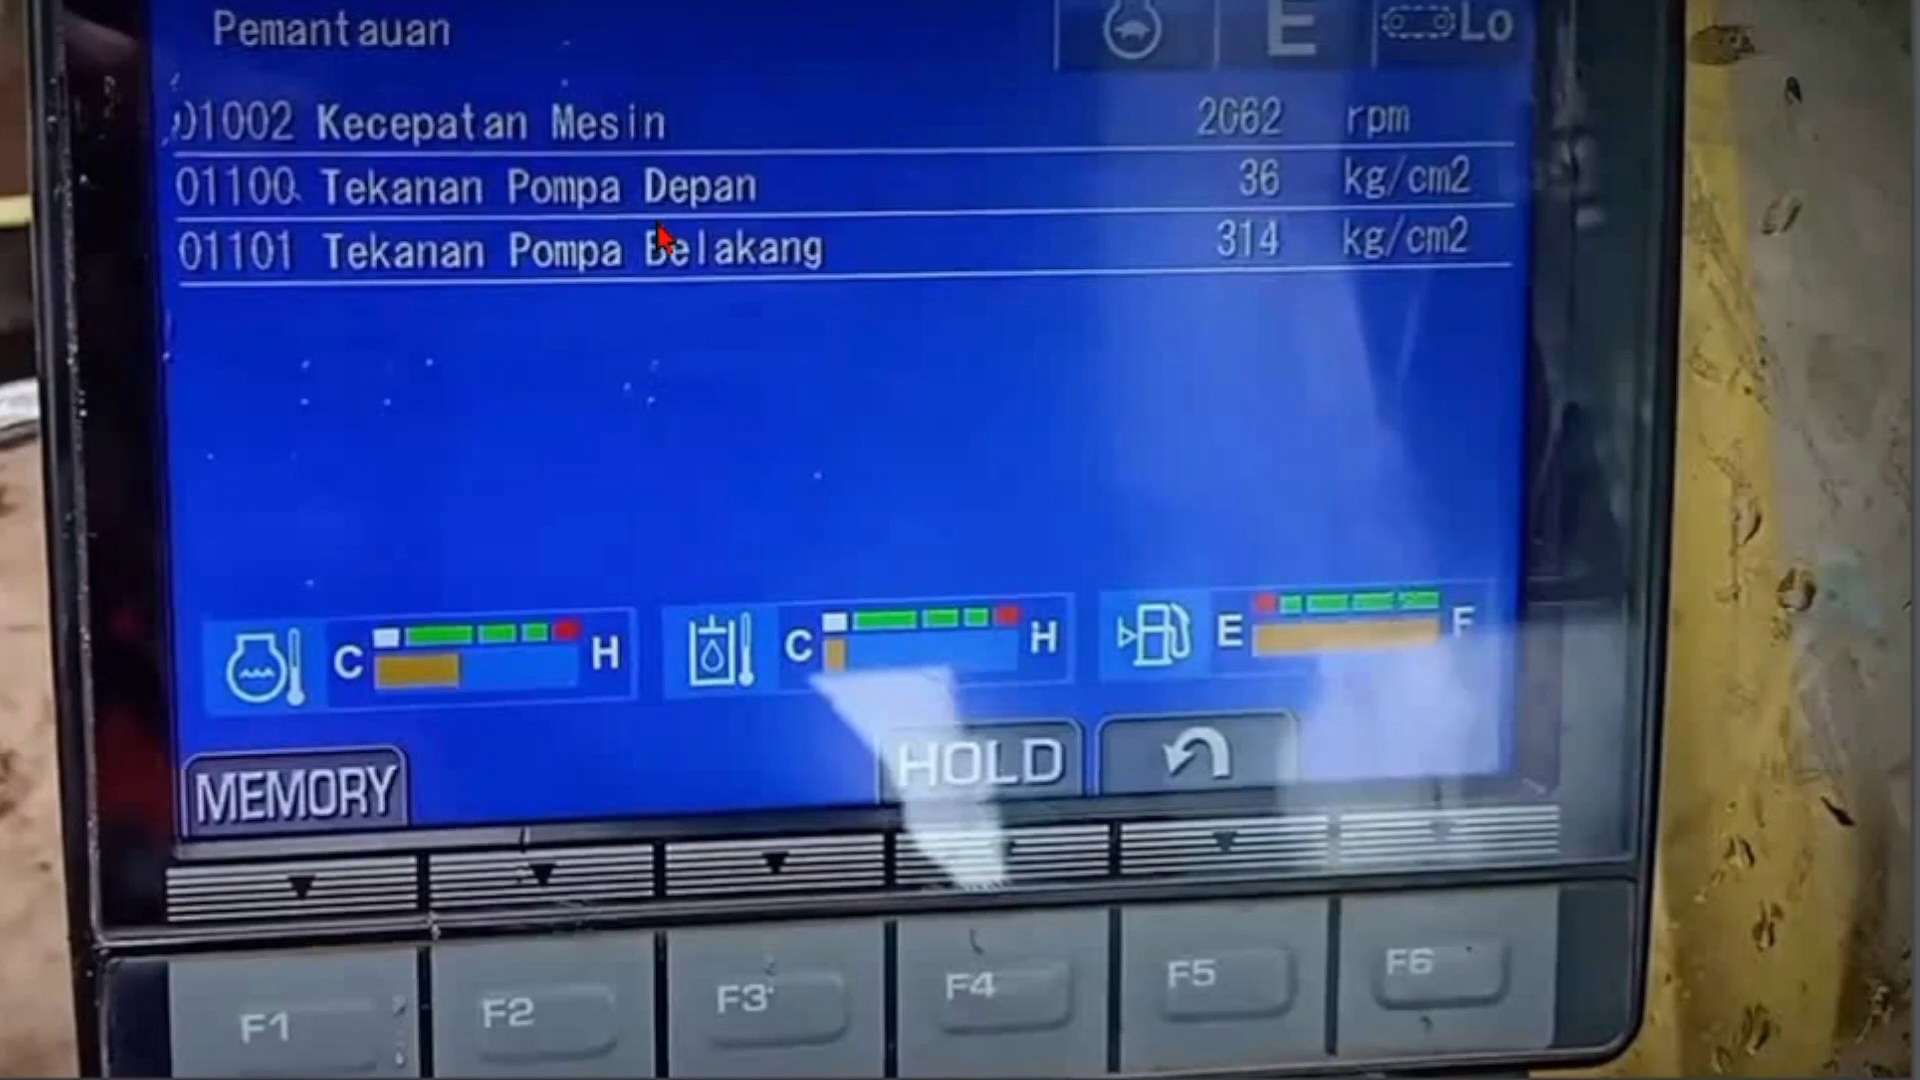 Pemantauan
E
Lo
01002 Kecepatan Mesin 2062 rpm
01100 Tekanan Pompa Depan 36 kg/cm2
01101 Tekanan Pompa Belakang 314 kg/cm2
C H
C H
E F
MEMORY
HOLD
F1
F2
F3
F4
F5
F6